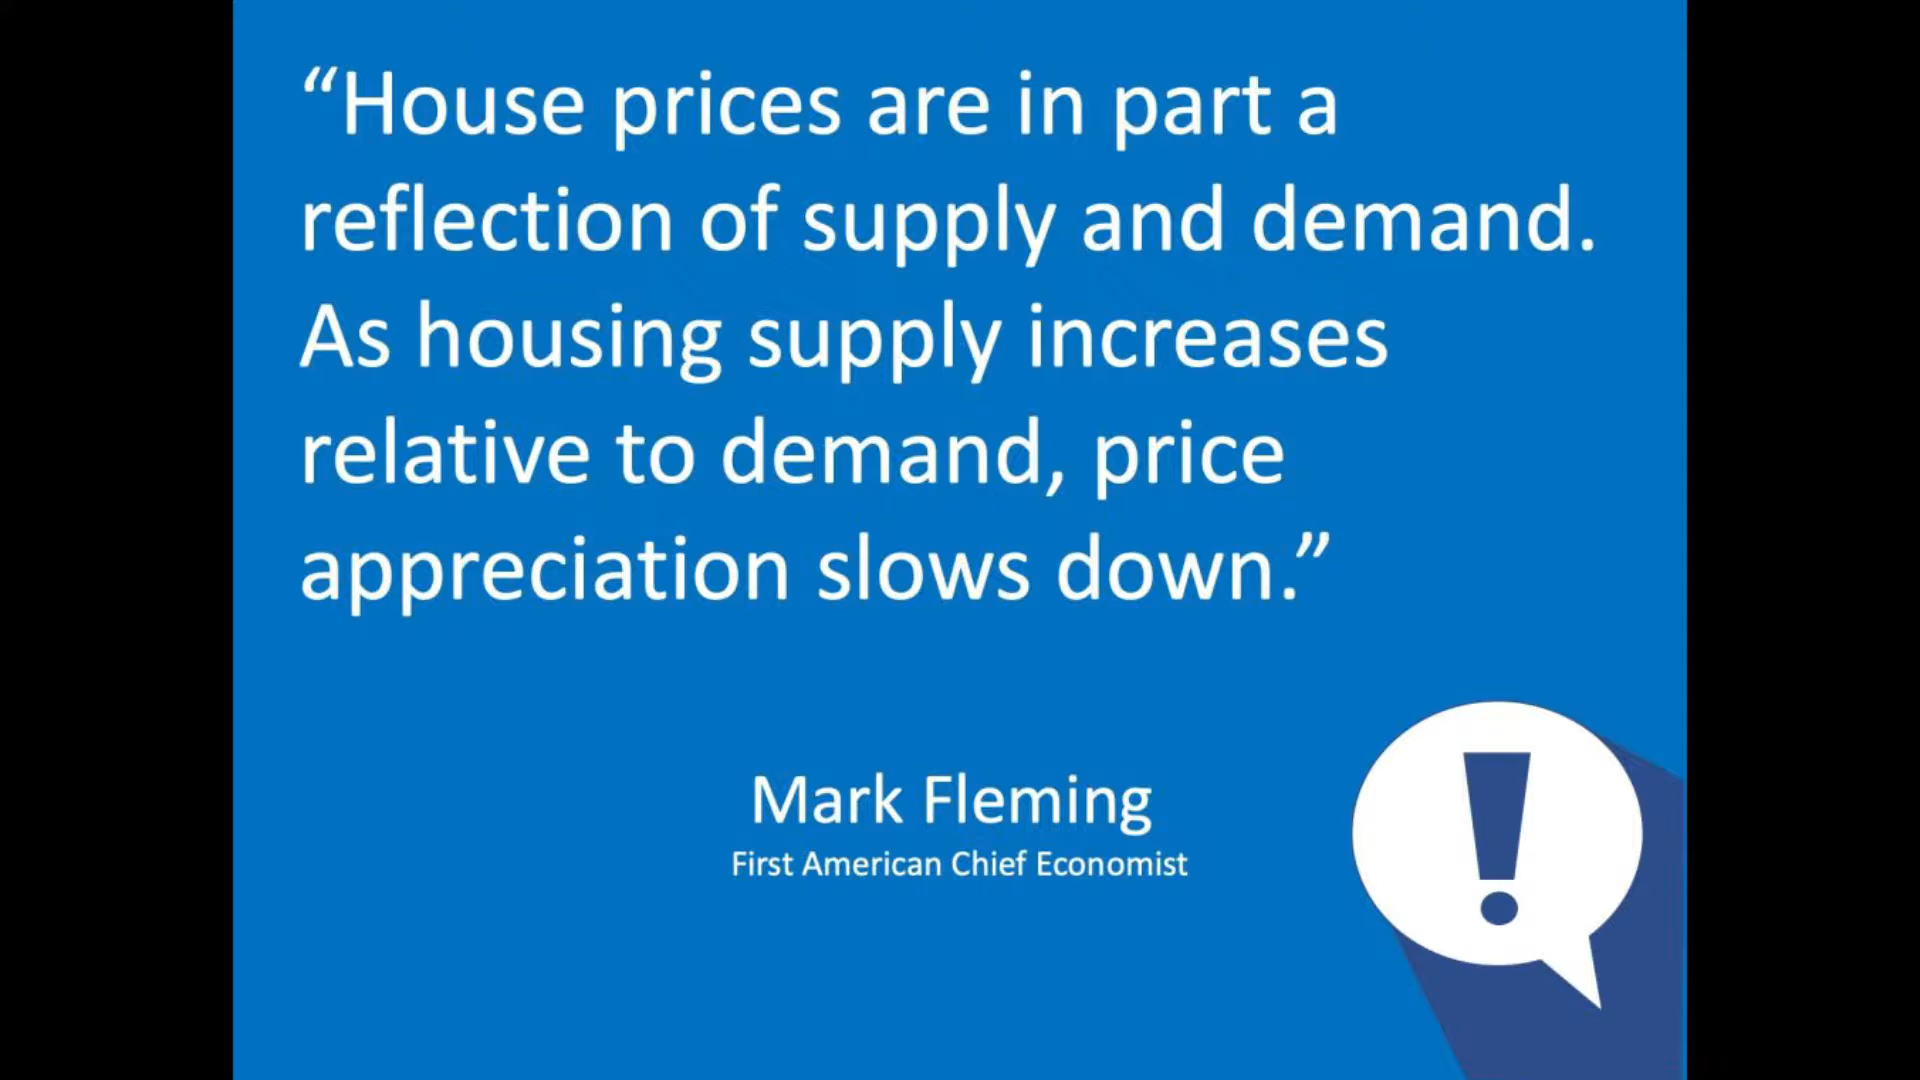 “House prices are in part a
reflection of supply and demand.
As housing supply increases
relative to demand, price
appreciation slows down.”
Mark Fleming
First American Chief Economist